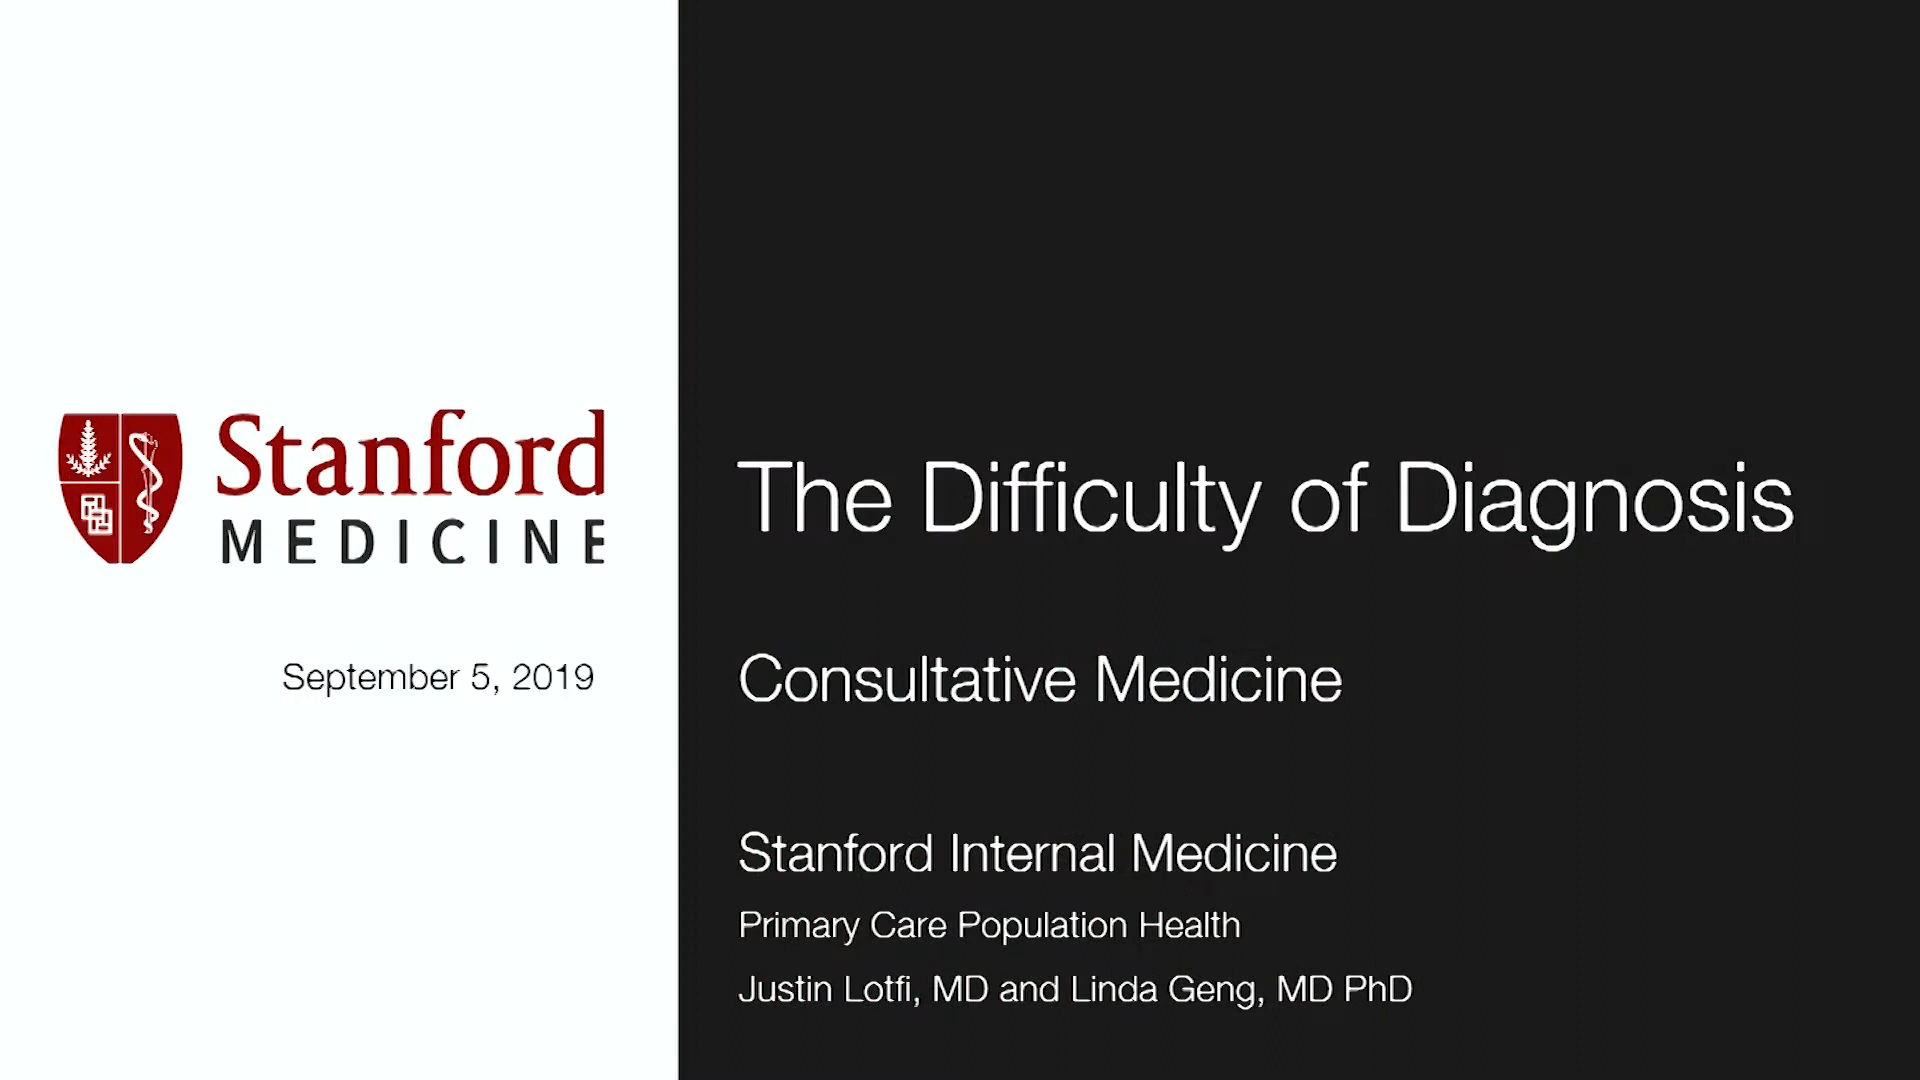 Stanford
MEDICINE
September 5, 2019
The Difficulty of Diagnosis
Consultative Medicine
Stanford Internal Medicine
Primary Care Population Health
Justin Lotfi, MD and Linda Geng, MD PhD